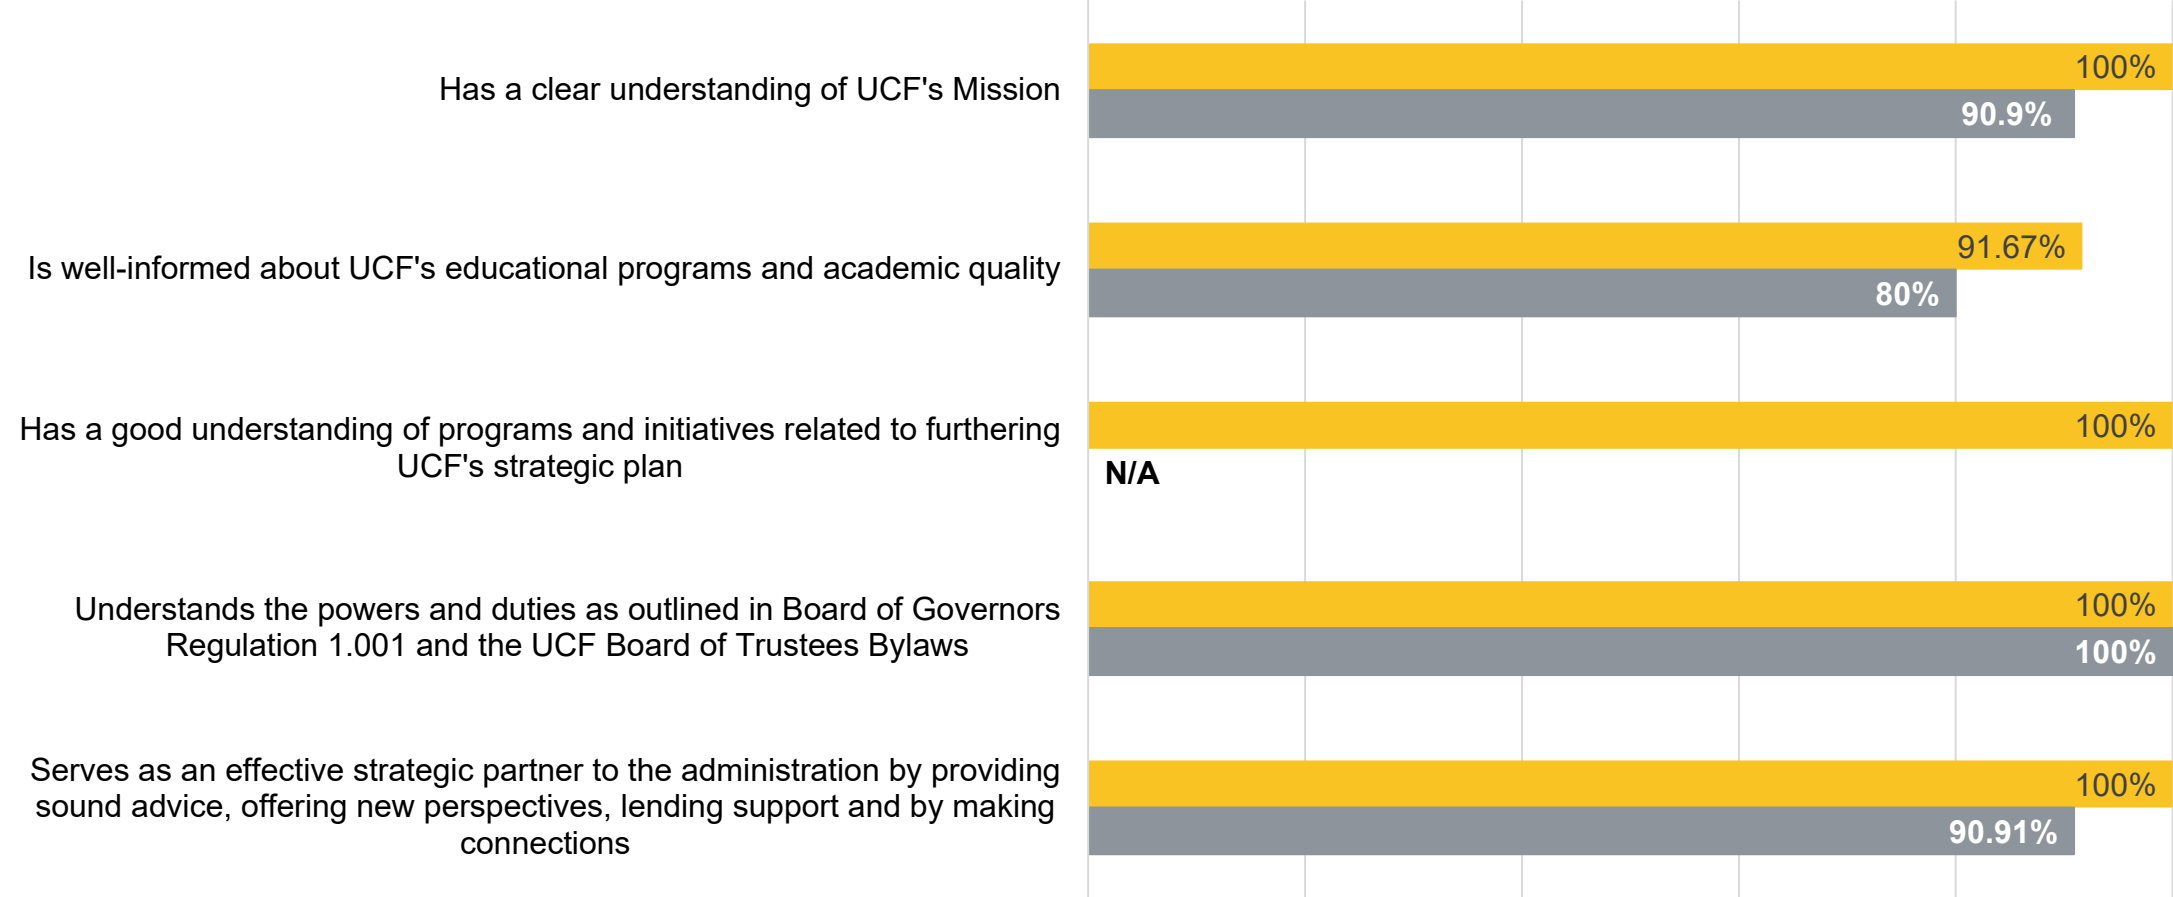 Has a clear understanding of UCF's Mission
100%
90.9%
Is well-informed about UCF's educational programs and academic quality
91.67%
80%
Has a good understanding of programs and initiatives related to furthering
UCF's strategic plan
100%
N/A
Understands the powers and duties as outlined in Board of Governors
Regulation 1.001 and the UCF Board of Trustees Bylaws
100%
100%
Serves as an effective strategic partner to the administration by providing
sound advice, offering new perspectives, lending support and by making
connections
100%
90.91%